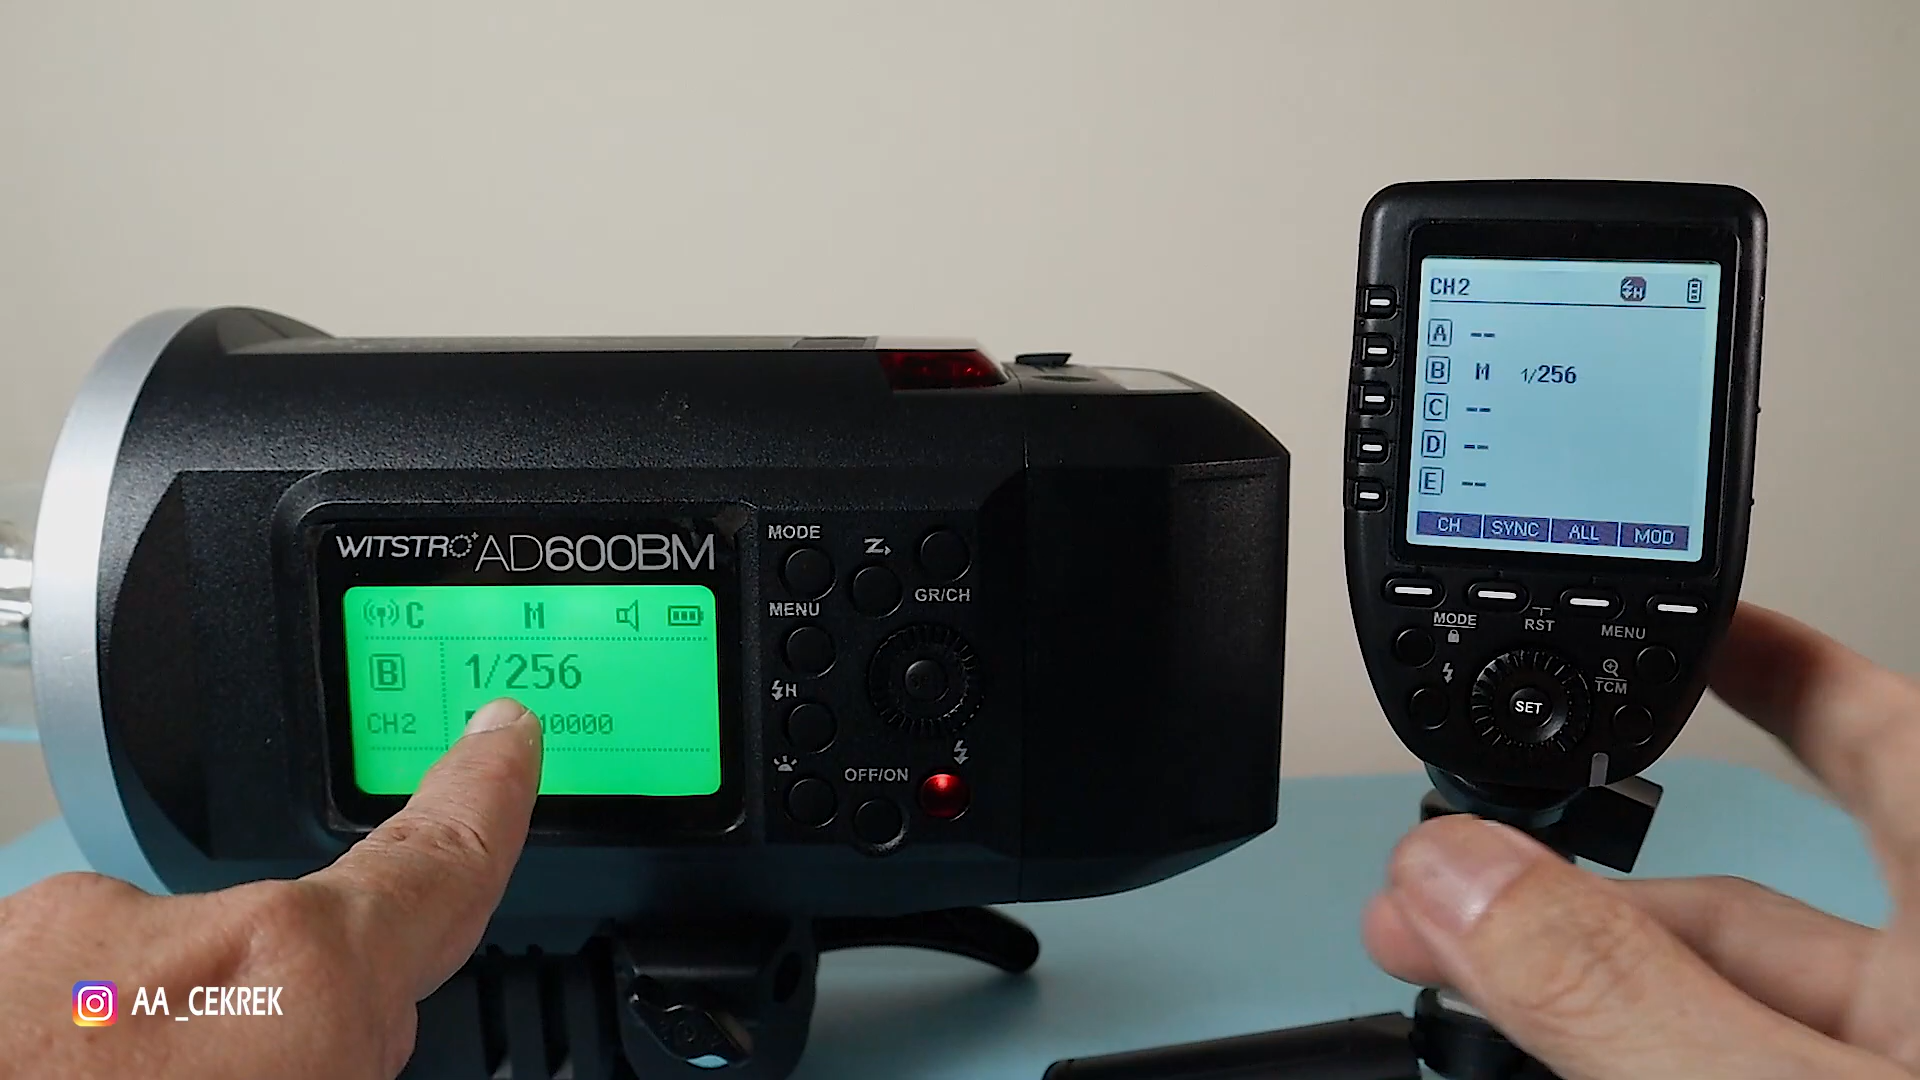 WITSTRO AD600BM
C M
B 1/256
CH2 10000
MODE
GR/CH
MENU
H
OFF/ON
CH2 H
A --
B M 1/256
C --
D --
E --
CH SYNC ALL MOD
MODE
RST
MENU
TCM
SET
AA_CEKREK